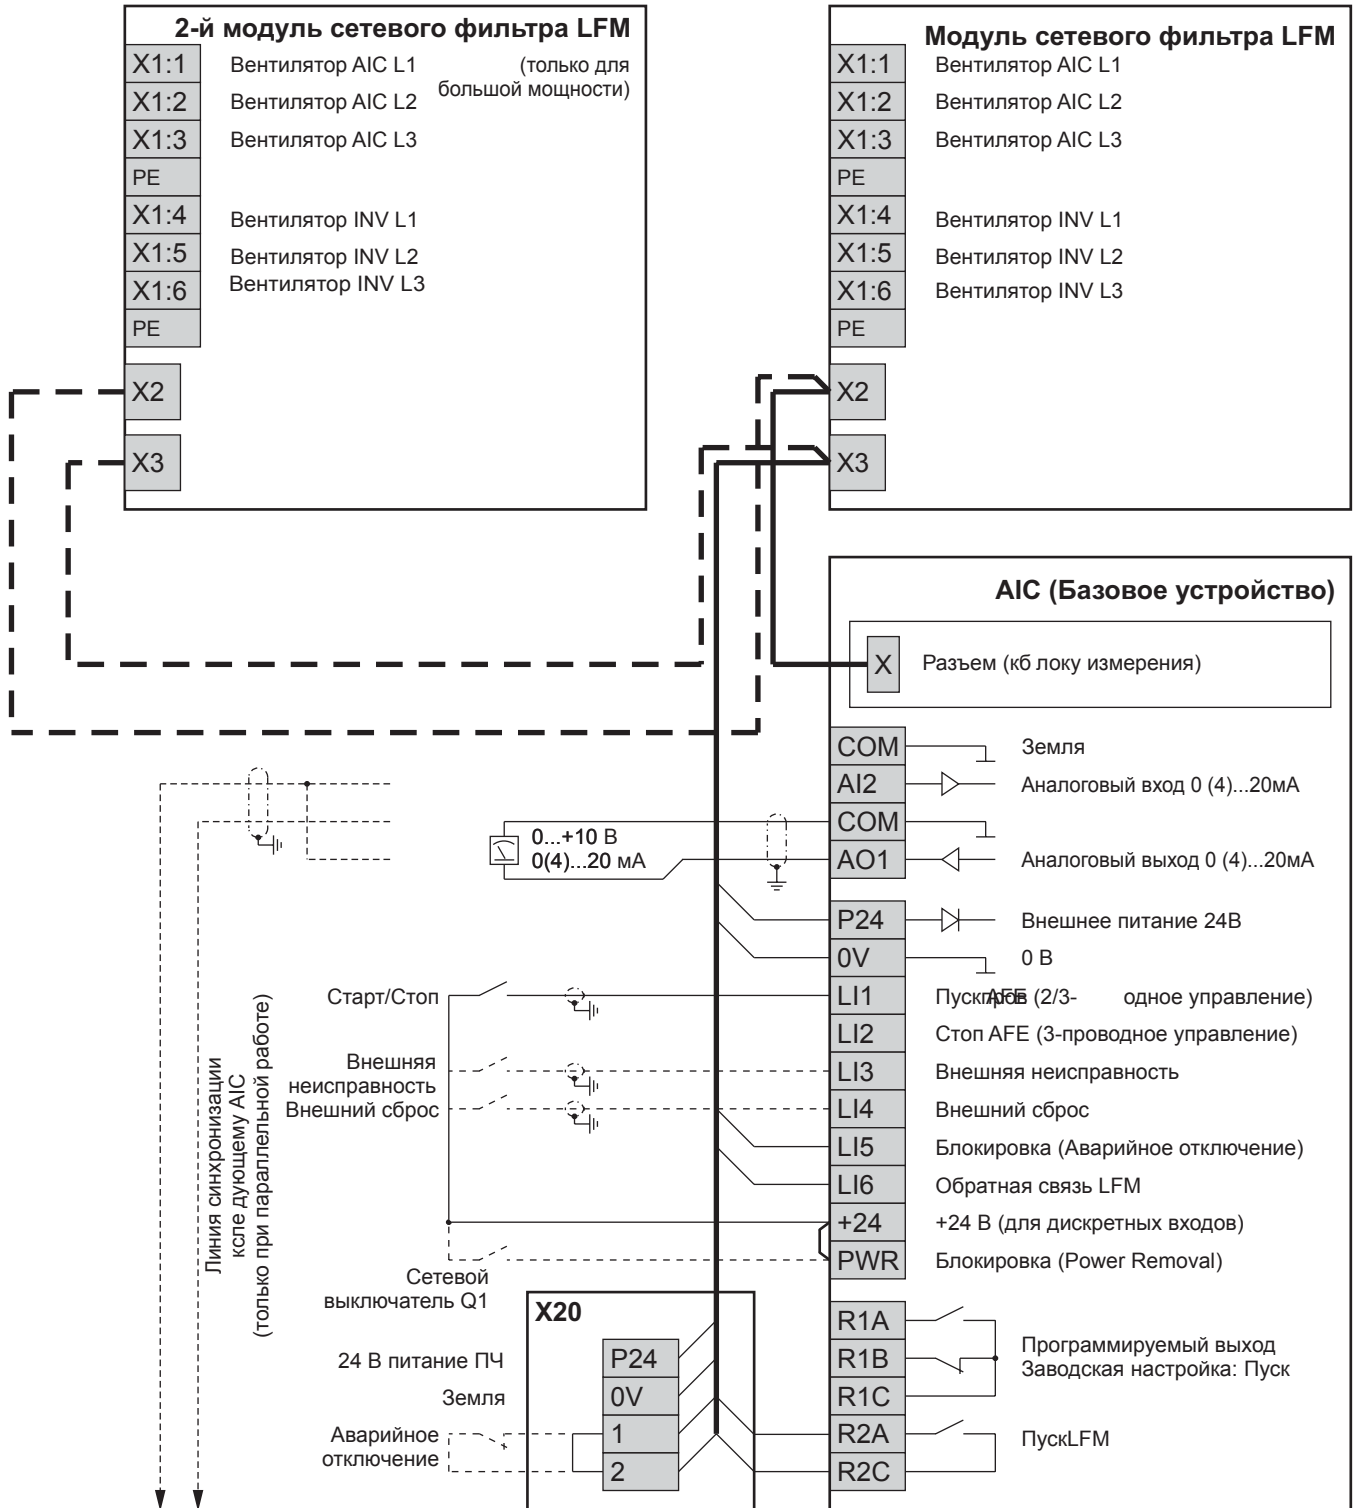 2-й модуль сетевого фильтра LFM
X1:1 Вентилятор AIC L1 (только для
большой мощности)
X1:2 Вентилятор AIC L2
X1:3 Вентилятор AIC L3
PE
X1:4 Вентилятор INV L1
X1:5 Вентилятор INV L2
X1:6 Вентилятор INV L3
PE
X2
X3
Модуль сетевого фильтра LFM
X1:1 Вентилятор AIC L1
X1:2 Вентилятор AIC L2
X1:3 Вентилятор AIC L3
PE
X1:4 Вентилятор INV L1
X1:5 Вентилятор INV L2
X1:6 Вентилятор INV L3
PE
X2
X3
AIC (Базовое устройство)
X Разъем (кб локу измерения)
COM Земля
AI2 Аналоговый вход 0 (4)...20мА
COM
0...+10 В
0(4)...20 мА
AO1 Аналоговый выход 0 (4)...20мА
P24 Внешнее питание 24В
0V 0 В
Старт/Стоп LI1 Пуск AFE (2/3- одное управление)
LI2 Стоп AFE (3-проводное управление)
Внешняя
неисправность
LI3 Внешняя неисправность
Внешний сброс LI4 Внешний сброс
LI5 Блокировка (Аварийное отключение)
LI6 Обратная связь LFM
+24 +24 В (для дискретных входов)
PWR Блокировка (Power Removal)
Сетевой
выключатель Q1
Линия синхронизации
ксле дующему AIC
(только при параллельной работе)
X20
24 В питание ПЧ P24
Земля 0V
Аварийное
отключение
1
2
R1A
R1B
R1C
Программируемый выход
Заводская настройка: Пуск
R2A
R2C
ПускLFM